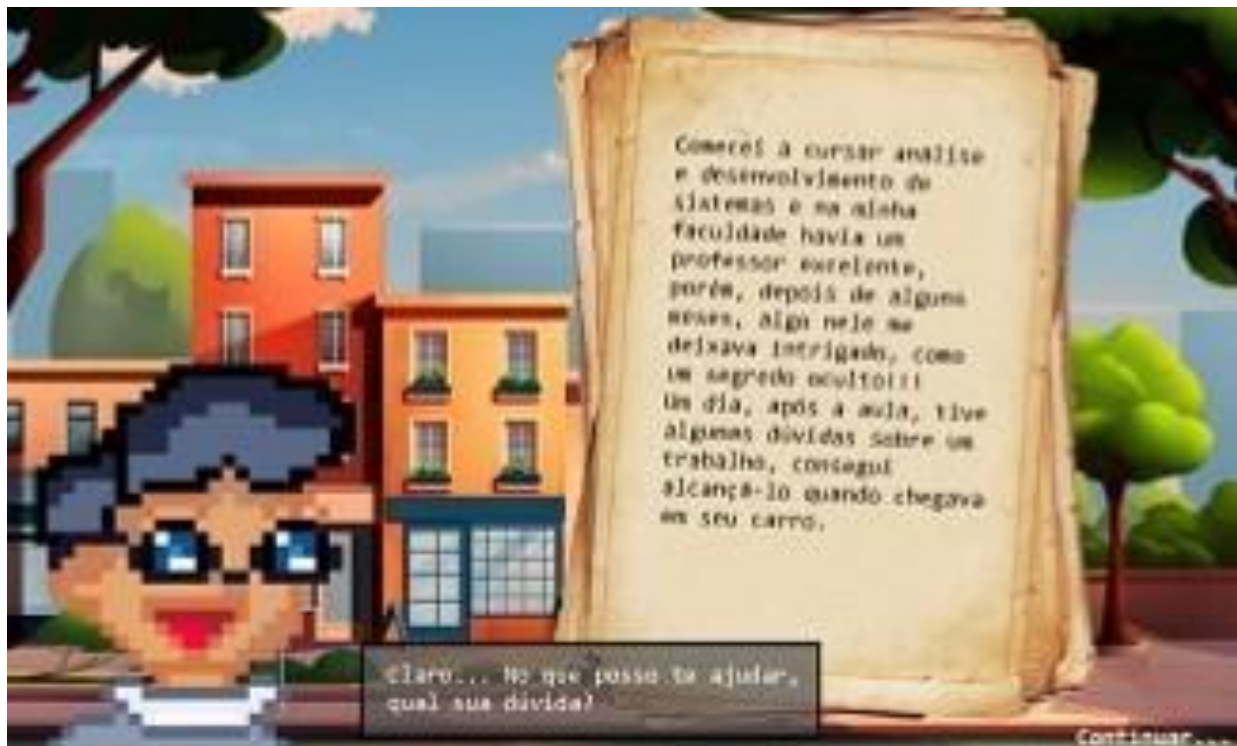 Comecei a cursar análise
e desenvolvimento de
sistemas e na minha
faculdade havia um
professor excelente,
porém, depois de alguns
meses, algo nele me
deixava intrigado, como
um segredo oculto!!!
Um dia, após a aula, tive
algumas dúvidas sobre um
trabalho, consegui
alcançá-lo quando chegava
em seu carro.
Claro... No que posso te ajudar,
qual sua dúvida?
Continuar...